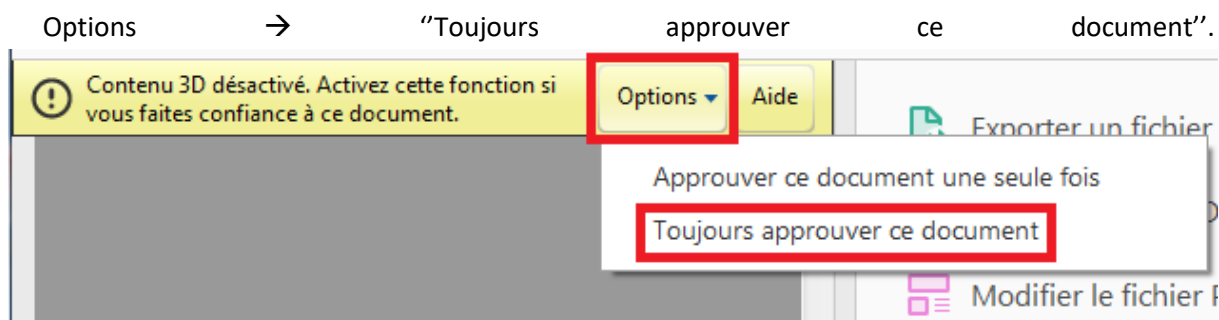 Options → ‘’Toujours approuver ce document’’.
Contenu 3D désactivé. Activez cette fonction si
vous faites confiance à ce document.
Options
Aide
Exporter un fichier
Approuver ce document une seule fois
Toujours approuver ce document
Modifier le fichier